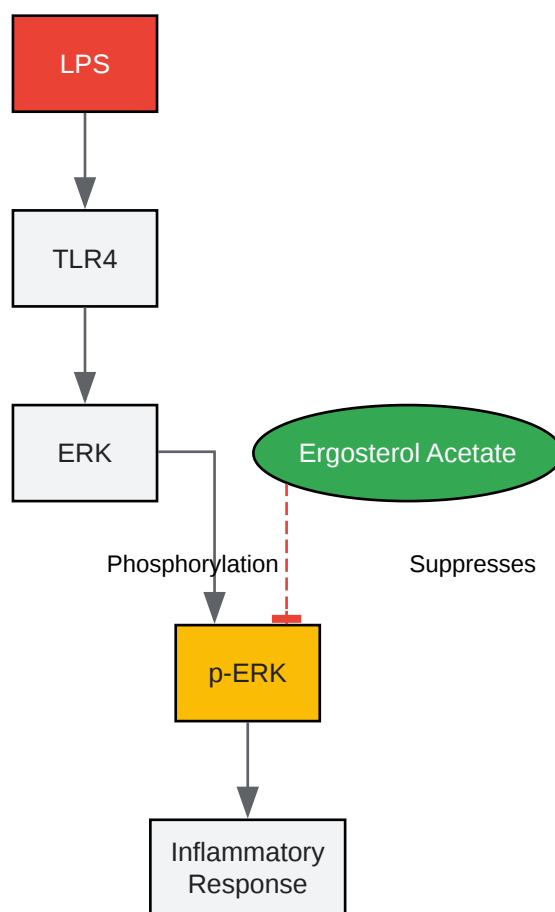 LPS
TLR4
ERK
Ergosterol Acetate
Phosphorylation
Suppresses
p-ERK
Inflammatory
Response